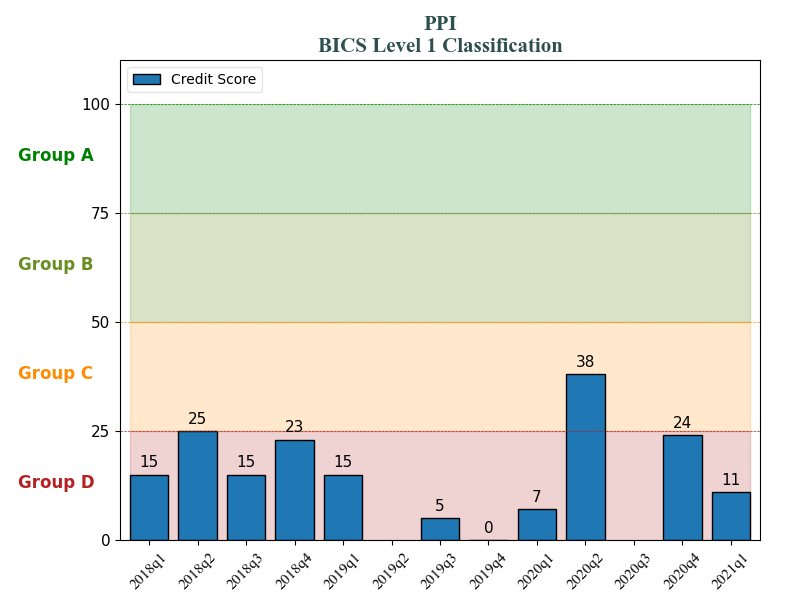 PPI
BICS Level 1 Classification
Credit Score
100
Group A
75
Group B
50
Group C
25
Group D
0
15
25
15
23
15
5
0
7
38
24
11
2018q1
2018q2
2018q3
2018q4
2019q1
2019q2
2019q3
2019q4
2020q1
2020q2
2020q3
2020q4
2021q1